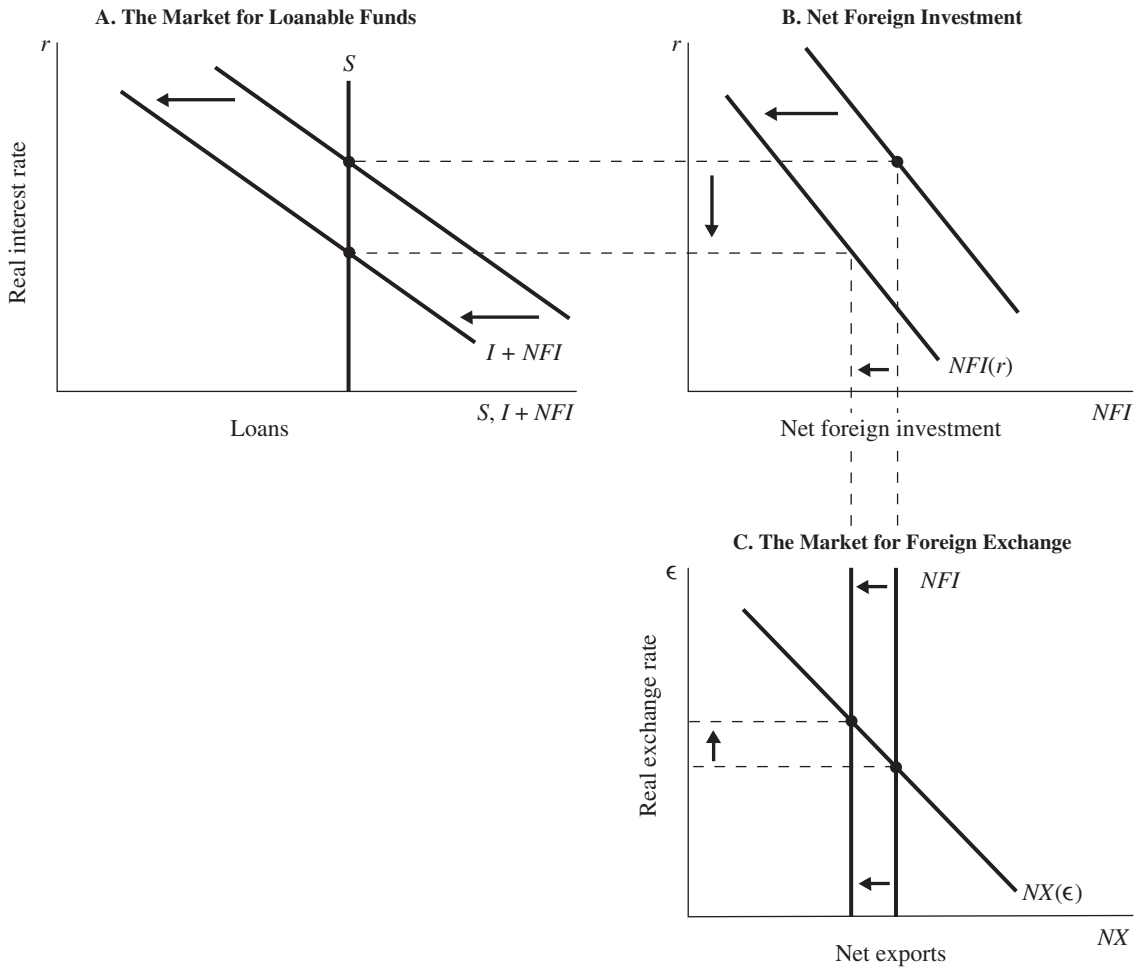 A. The Market for Loanable Funds
r
S
Real interest rate
I + NFI
S, I + NFI
Loans
B. Net Foreign Investment
r
NFI(r)
NFI
Net foreign investment
C. The Market for Foreign Exchange
ϵ
NFI
Real exchange rate
NX(ϵ)
NX
Net exports